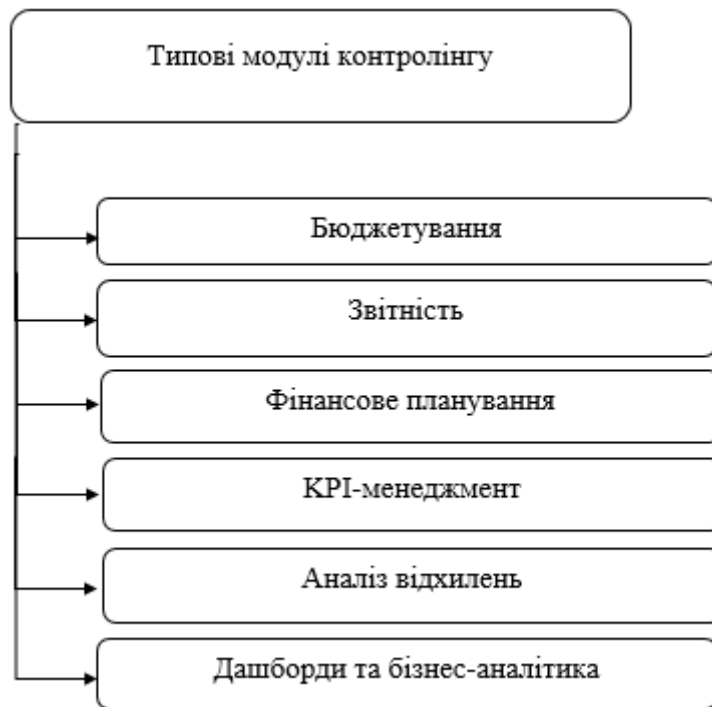 Типові модулі контролінгу
Бюджетування
Звітність
Фінансове планування
KPI-менеджмент
Аналіз відхилень
Дашборди та бізнес-аналітика